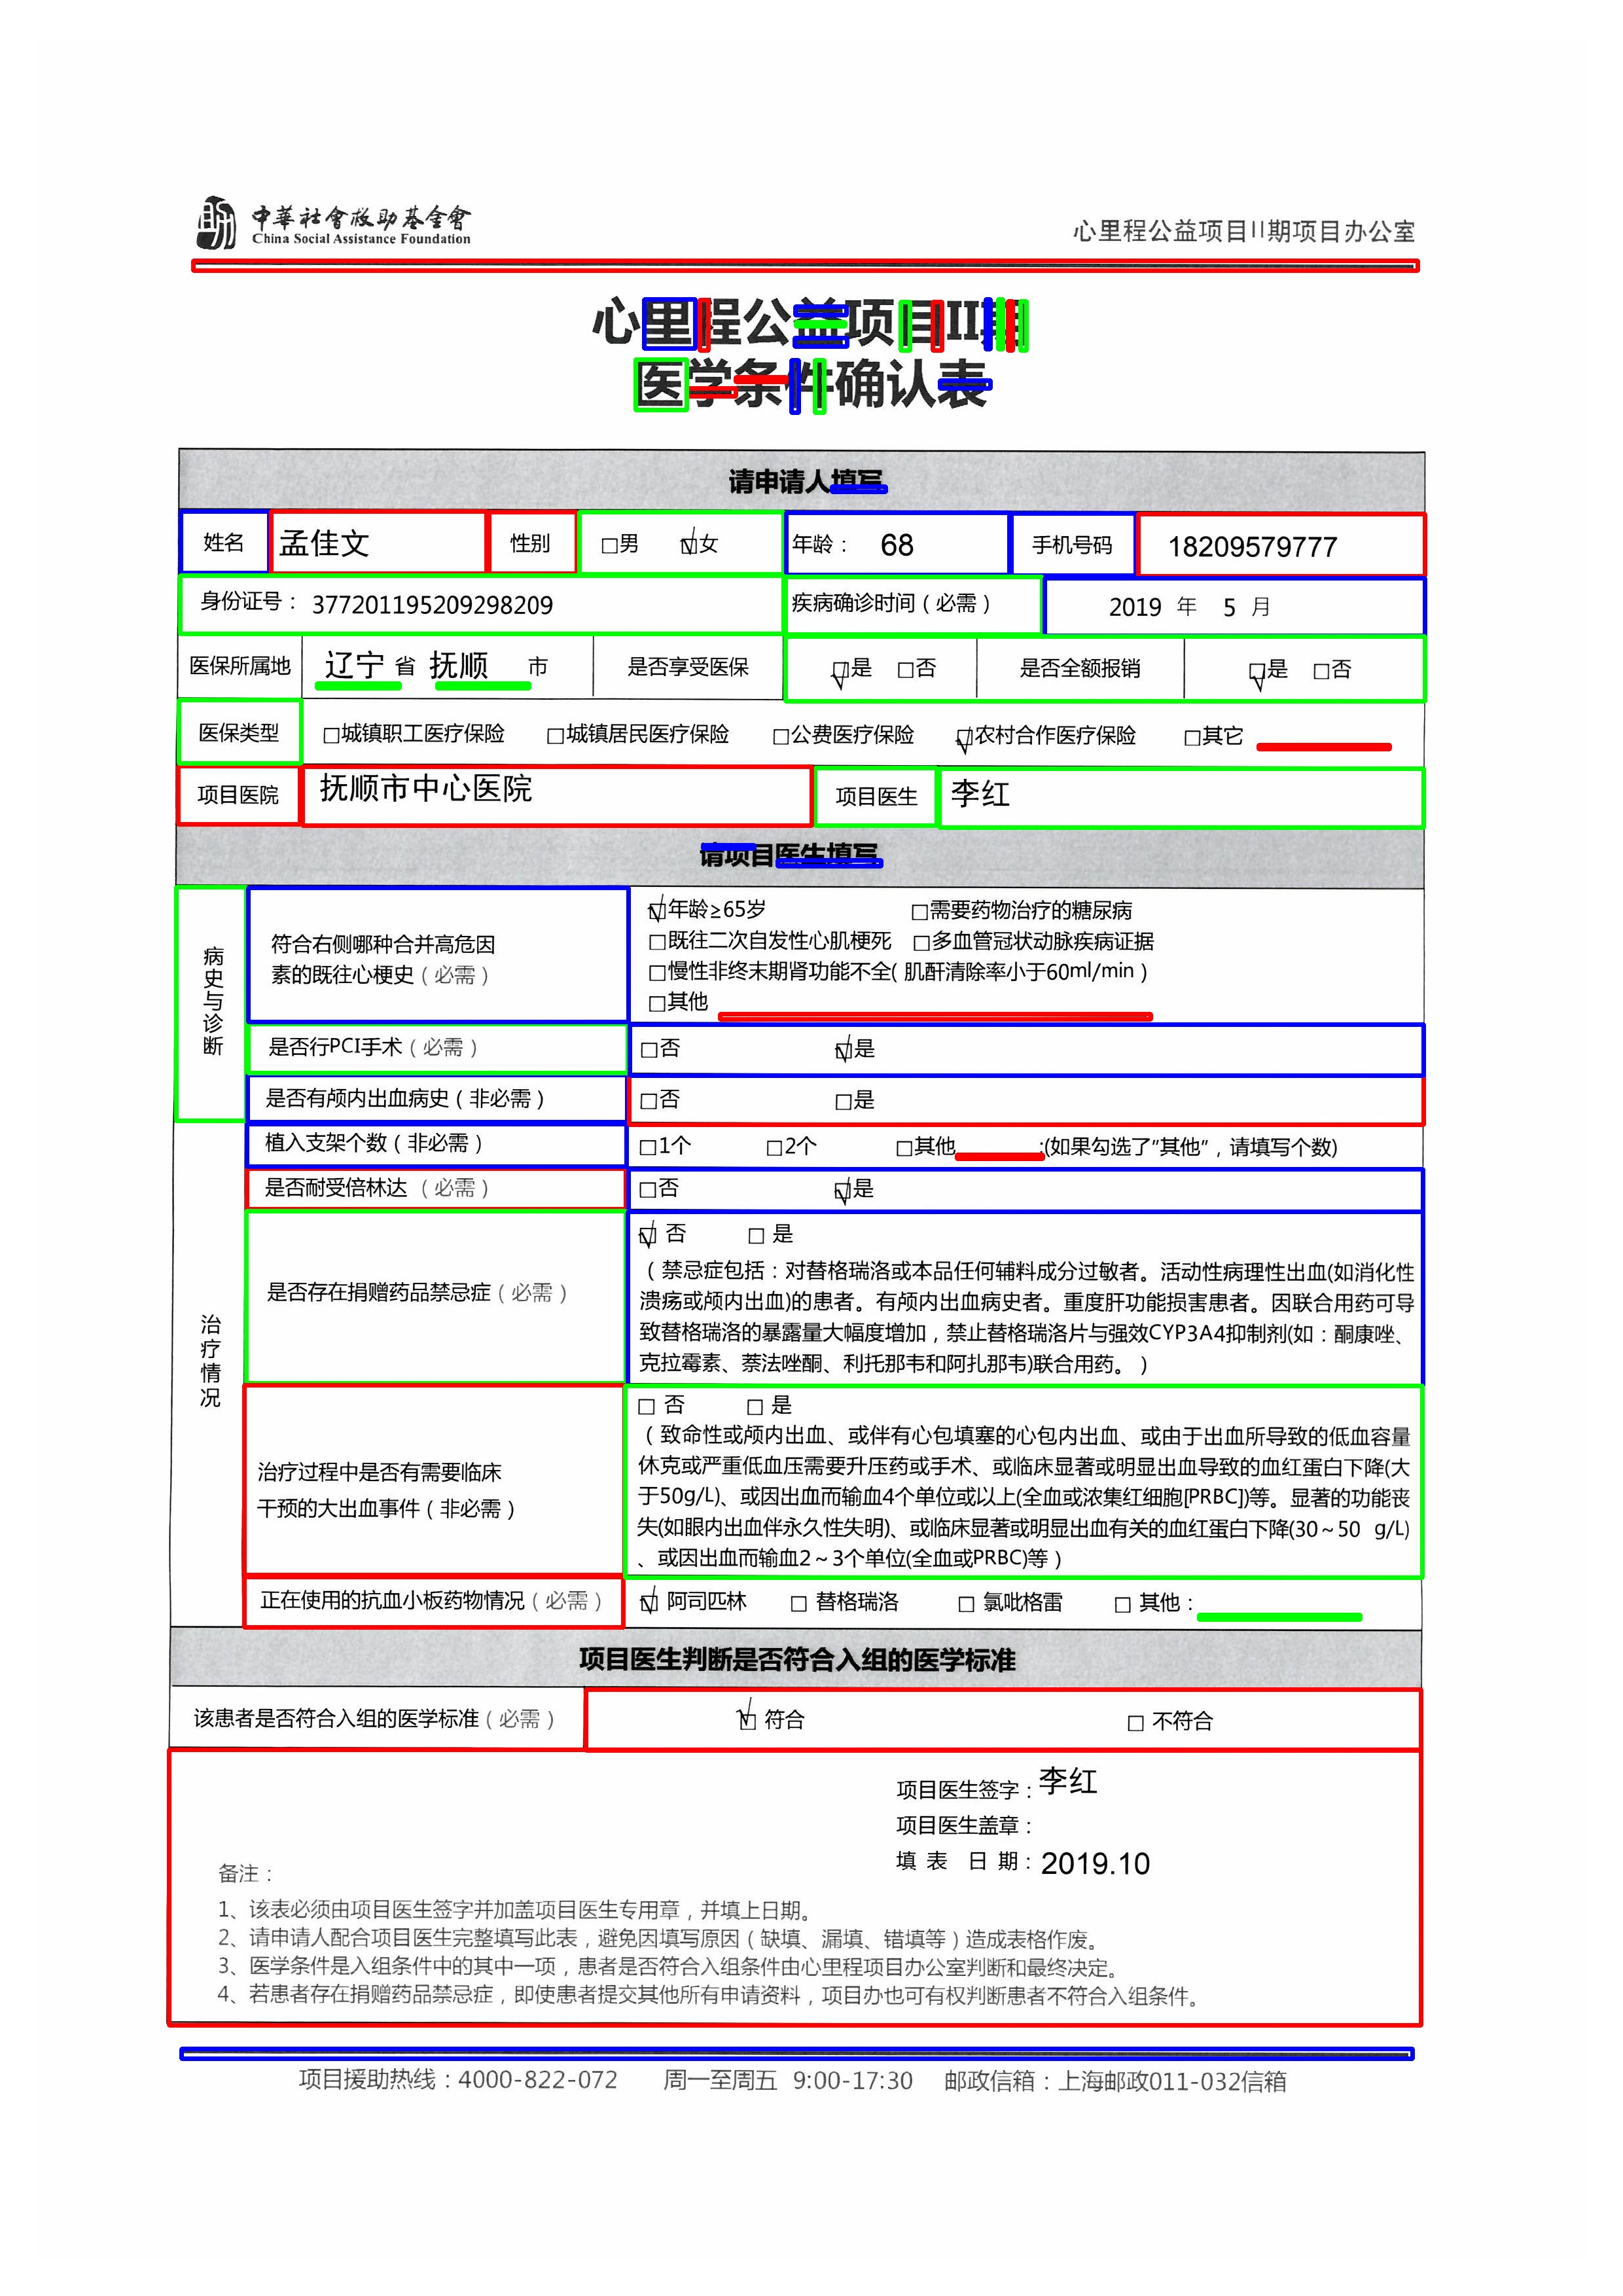 助 中華社會救助基金會
China Social Assistance Foundation
心里程公益项目II期项目办公室
心里程公益项目II期
医学条件确认表
请申请人填写
姓名 孟佳文 性别 □男 ☑女 年龄： 68 手机号码 18209579777
身份证号： 377201195209298209 疾病确诊时间（必需） 2019 年 5 月
医保所属地 辽宁 省 抚顺 市 是否享受医保 ☑是 □否 是否全额报销 ☑是 □否
医保类型 □城镇职工医疗保险 □城镇居民医疗保险 □公费医疗保险 ☑农村合作医疗保险 □其它
项目医院 抚顺市中心医院 项目医生 李红
请项目医生填写
病史与诊断
符合右侧哪种合并高危因
素的既往心梗史（必需）
☑年龄≥65岁 □需要药物治疗的糖尿病
□既往二次自发性心肌梗死 □多血管冠状动脉疾病证据
□慢性非终末期肾功能不全(肌酐清除率小于60ml/min）
□其他
是否行PCI手术（必需） □否 ☑是
是否有颅内出血病史（非必需） □否 □是
治疗情况
植入支架个数（非必需） □1个 □2个 □其他 :(如果勾选了"其他"，请填写个数)
是否耐受倍林达 （必需） □否 ☑是
是否存在捐赠药品禁忌症（必需）
☑ 否 □ 是
（禁忌症包括：对替格瑞洛或本品任何辅料成分过敏者。活动性病理性出血(如消化性
溃疡或颅内出血)的患者。有颅内出血病史者。重度肝功能损害患者。因联合用药可导
致替格瑞洛的暴露量大幅度增加，禁止替格瑞洛片与强效CYP3A4抑制剂(如：酮康唑、
克拉霉素、萘法唑酮、利托那韦和阿扎那韦)联合用药。）
治疗过程中是否有需要临床
干预的大出血事件（非必需）
□ 否 □ 是
（致命性或颅内出血、或伴有心包填塞的心包内出血、或由于出血所导致的低血容量
休克或严重低血压需要升压药或手术、或临床显著或明显出血导致的血红蛋白下降(大
于50g/L)、或因出血而输血4个单位或以上(全血或浓集红细胞[PRBC])等。显著的功能丧
失(如眼内出血伴永久性失明)、或临床显著或明显出血有关的血红蛋白下降(30～50 g/L)
、或因出血而输血2～3个单位(全血或PRBC)等）
正在使用的抗血小板药物情况（必需） ☑ 阿司匹林 □ 替格瑞洛 □ 氯吡格雷 □ 其他：
项目医生判断是否符合入组的医学标准
该患者是否符合入组的医学标准（必需） ☑ 符合 □ 不符合
项目医生签字：李红
项目医生盖章：
填 表 日 期：2019.10
备注：
1、该表必须由项目医生签字并加盖项目医生专用章，并填上日期。
2、请申请人配合项目医生完整填写此表，避免因填写原因（缺填、漏填、错填等）造成表格作废。
3、医学条件是入组条件中的其中一项，患者是否符合入组条件由心里程项目办公室判断和最终决定。
4、若患者存在捐赠药品禁忌症，即使患者提交其他所有申请资料，项目办也可有权判断患者不符合入组条件。
项目援助热线：4000-822-072 周一至周五 9:00-17:30 邮政信箱：上海邮政011-032信箱